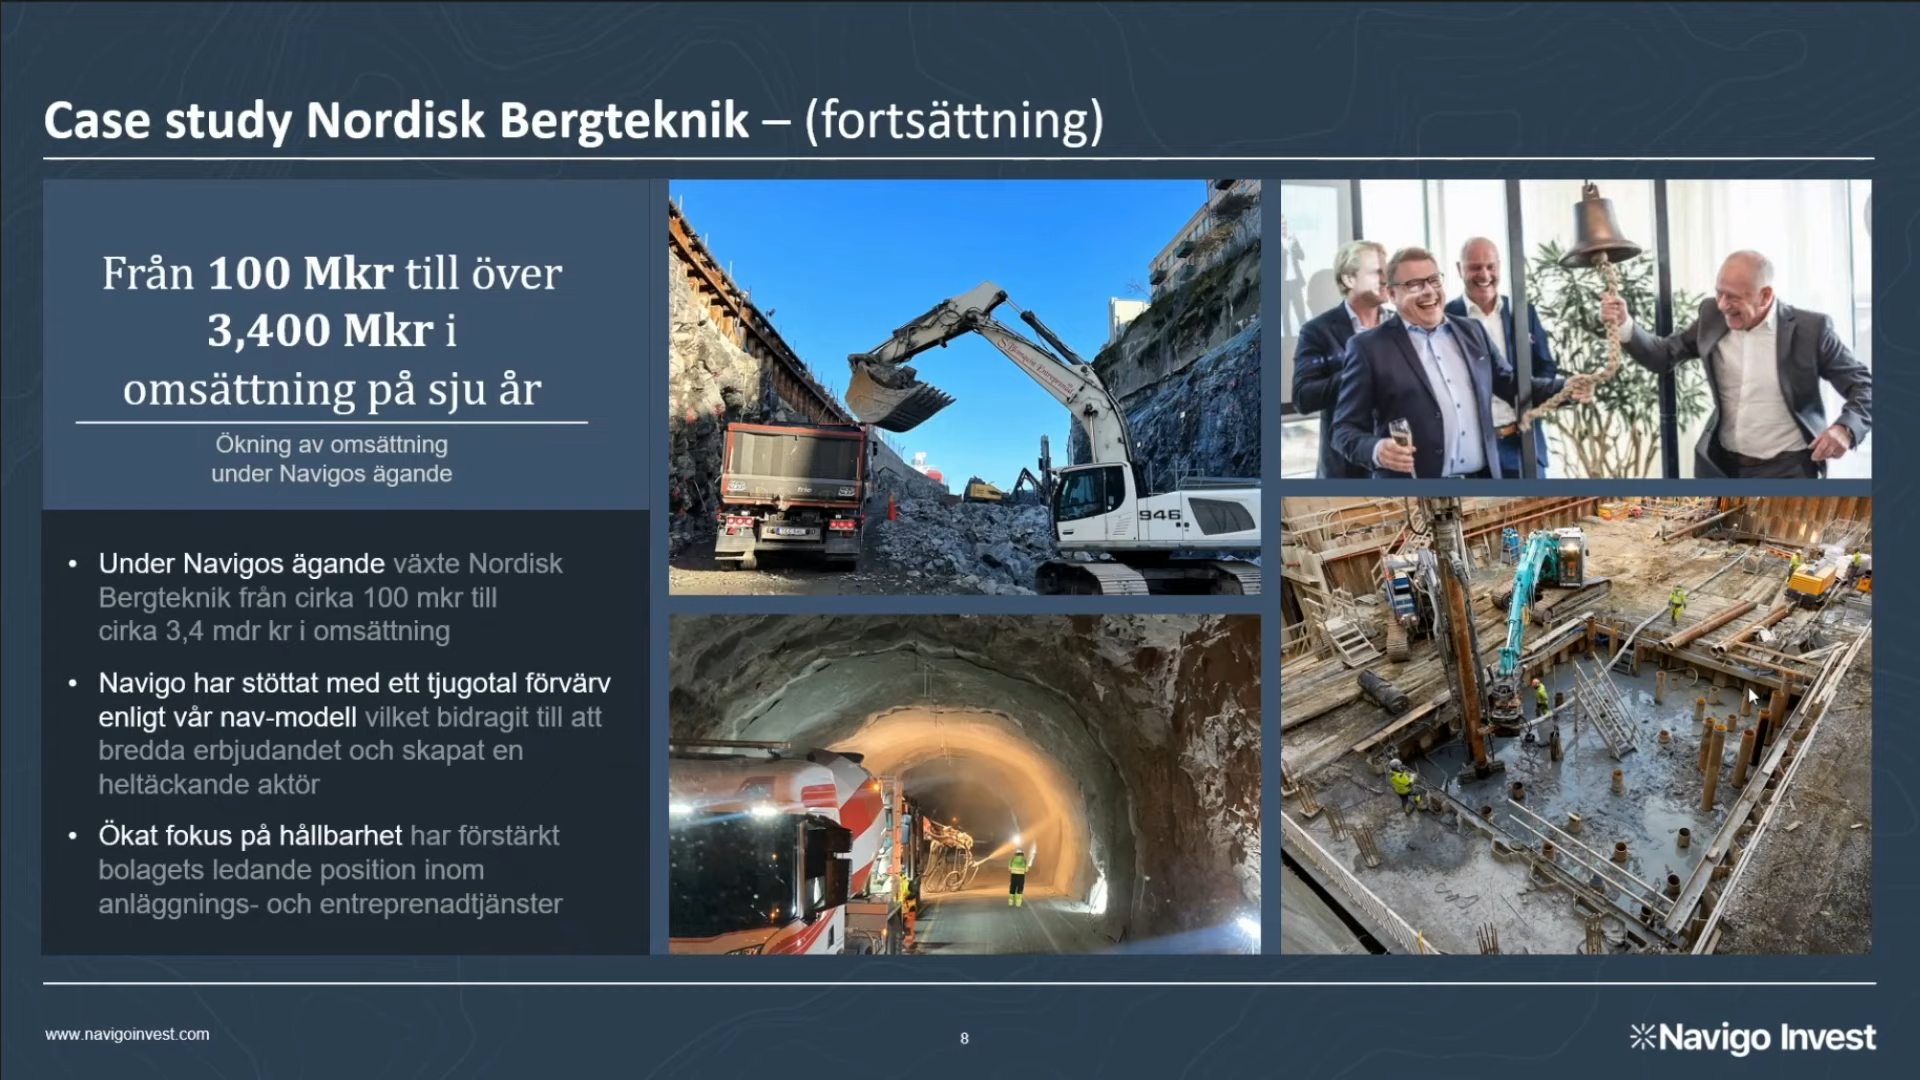 Case study Nordisk Bergteknik – (fortsättning)
Från 100 Mkr till över
3,400 Mkr i
omsättning på sju år
Ökning av omsättning
under Navigos ägande
• Under Navigos ägande växte Nordisk
Bergteknik från cirka 100 mkr till
cirka 3,4 mdr kr i omsättning
• Navigo har stöttat med ett tjugotal förvärv
enligt vår nav-modell vilket bidragit till att
bredda erbjudandet och skapat en
heltäckande aktör
• Ökat fokus på hållbarhet har förstärkt
bolagets ledande position inom
anläggnings- och entreprenadtjänster
946
www.navigoinvest.com
8
Navigo Invest